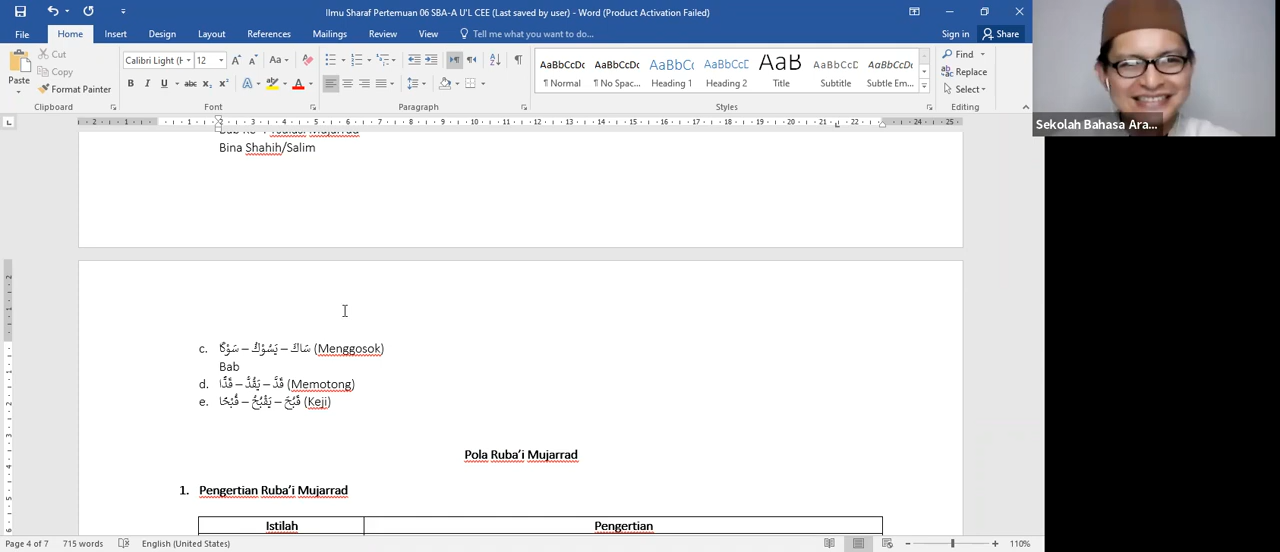 Ilmu Sharaf Pertemuan 06 SBA-A U'L CEE (Last saved by user) - Word (Product Activation Failed)
File Home Insert Design Layout References Mailings Review View Tell me what you want to do... Sign in Share
Paste Cut Copy Format Painter
Calibri Light (H 12
AaBbCcDc AaBbCcDc AaBbCc AaBbCcC AaB AaBbCcC AaBbCcDc
¶ Normal ¶ No Spac... Heading 1 Heading 2 Title Subtitle Subtle Em...
Find Replace Select
Clipboard Font Paragraph Styles Editing
Sekolah Bahasa Ara...
Bina Shahih/Salim
c. سَاكَ – يَسُوْكُ – سَوْكًا (Menggosok)
Bab
d. قَدَّ – يَقُدُّ – قَدًّا (Memotong)
e. قَبُحَ – يَقْبُحُ – قُبْحًا (Keji)
Pola Ruba'i Mujarrad
1. Pengertian Ruba'i Mujarrad
Istilah Pengertian
Page 4 of 7 715 words English (United States) 110%